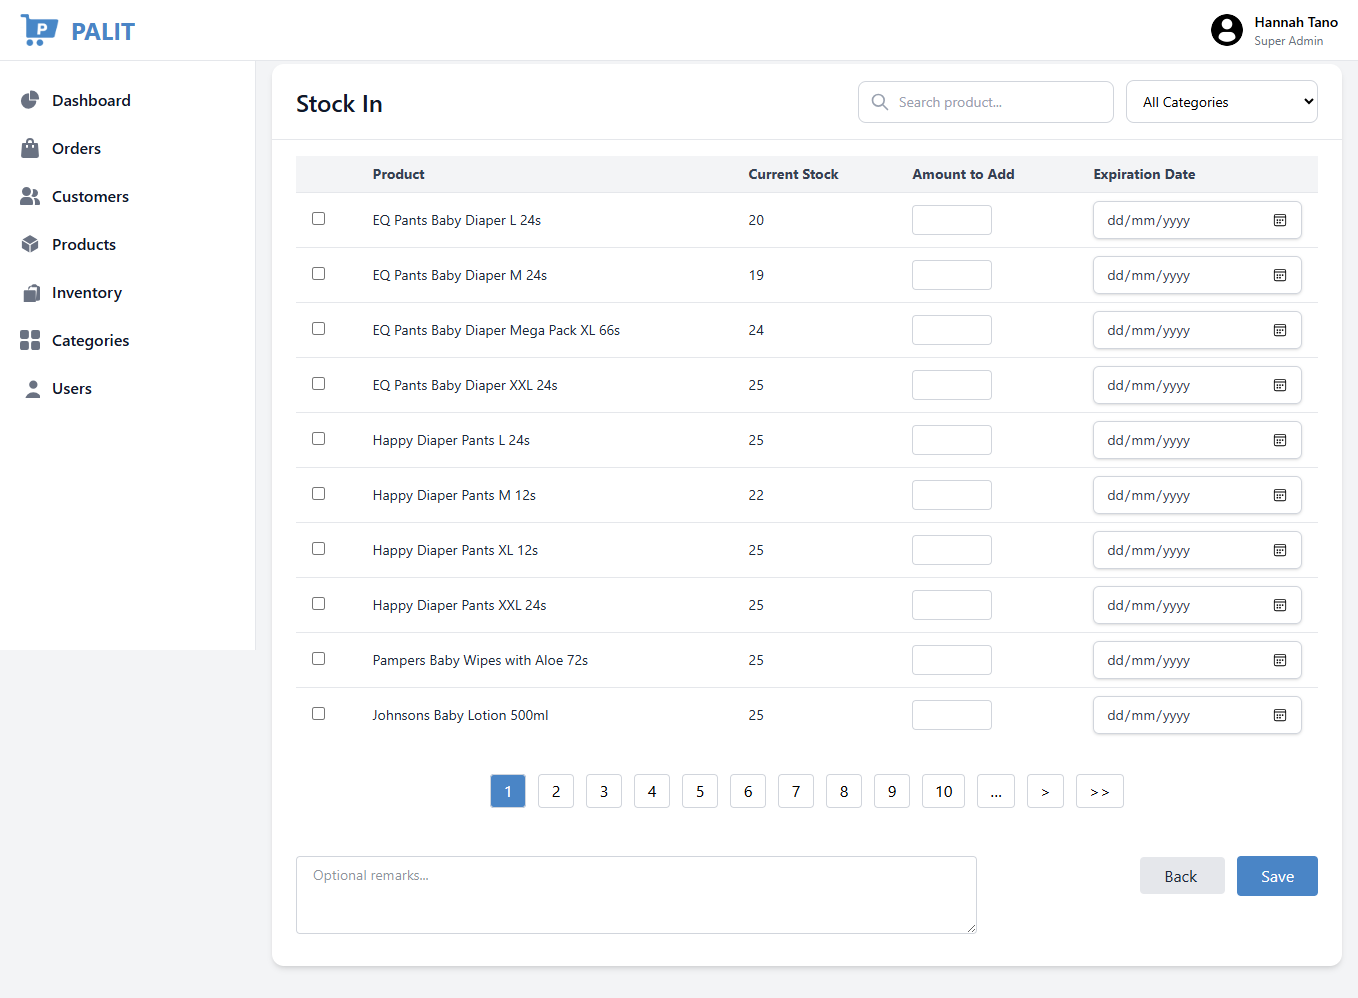 P PALIT
Hannah Tano
Super Admin
Dashboard
Orders
Customers
Products
Inventory
Categories
Users
Stock In
Search product...
All Categories
Product Current Stock Amount to Add Expiration Date
EQ Pants Baby Diaper L 24s 20 dd/mm/yyyy
EQ Pants Baby Diaper M 24s 19 dd/mm/yyyy
EQ Pants Baby Diaper Mega Pack XL 66s 24 dd/mm/yyyy
EQ Pants Baby Diaper XXL 24s 25 dd/mm/yyyy
Happy Diaper Pants L 24s 25 dd/mm/yyyy
Happy Diaper Pants M 12s 22 dd/mm/yyyy
Happy Diaper Pants XL 12s 25 dd/mm/yyyy
Happy Diaper Pants XXL 24s 25 dd/mm/yyyy
Pampers Baby Wipes with Aloe 72s 25 dd/mm/yyyy
Johnsons Baby Lotion 500ml 25 dd/mm/yyyy
1 2 3 4 5 6 7 8 9 10 ... > >>
Optional remarks...
Back Save